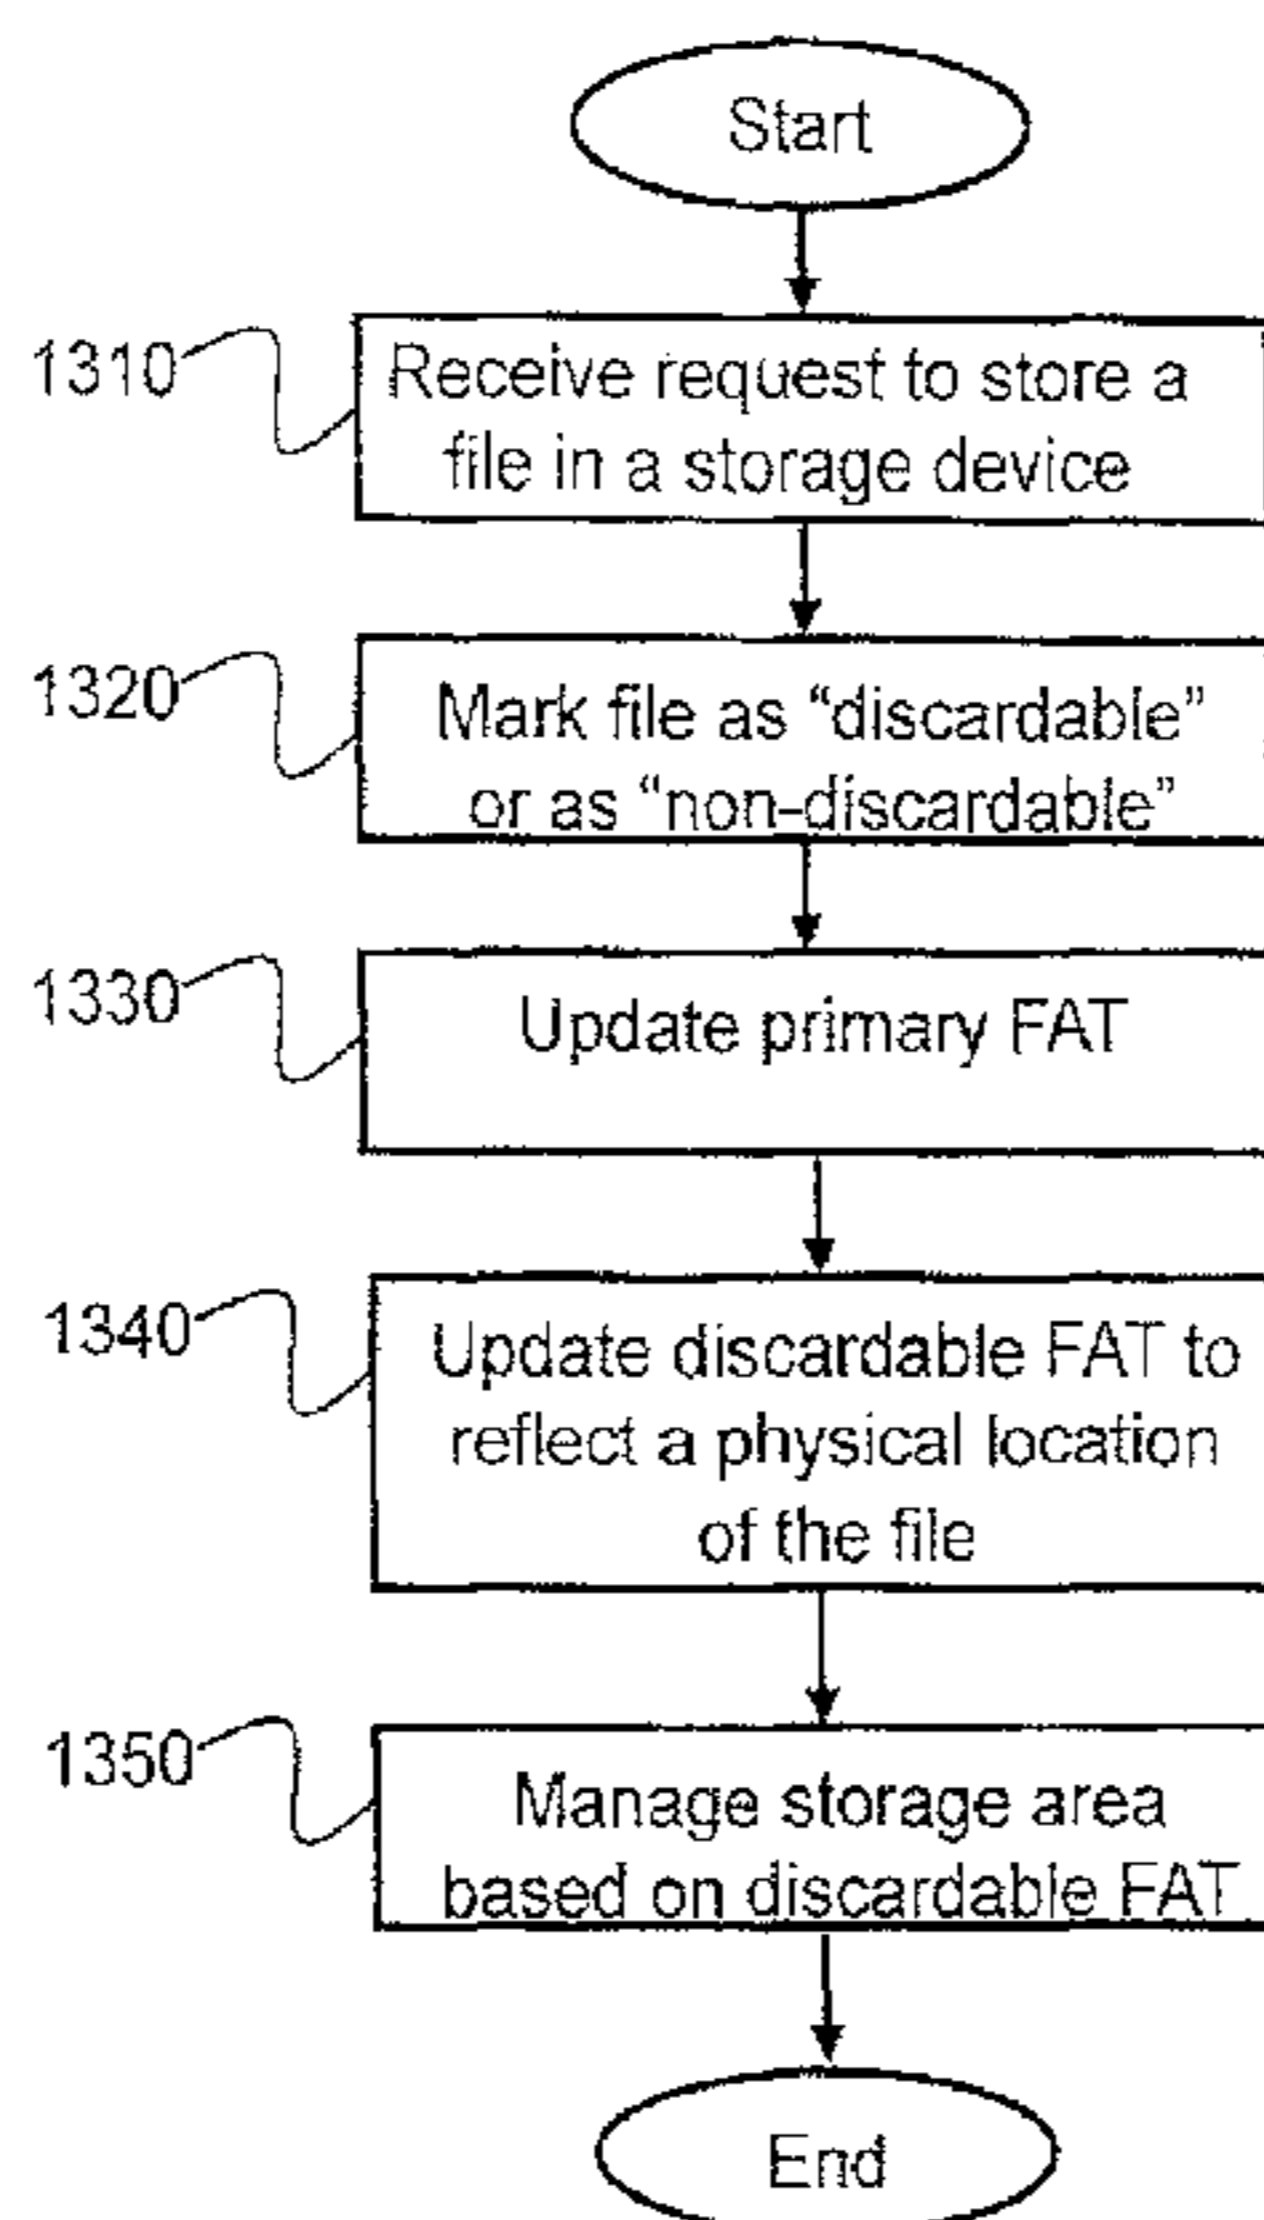 Start
1310
Receive request to store a
file in a storage device
1320
Mark file as “discardable”
or as “non-discardable”
1330
Update primary FAT
1340
Update discardable FAT to
reflect a physical location
of the file
1350
Manage storage area
based on discardable FAT
End